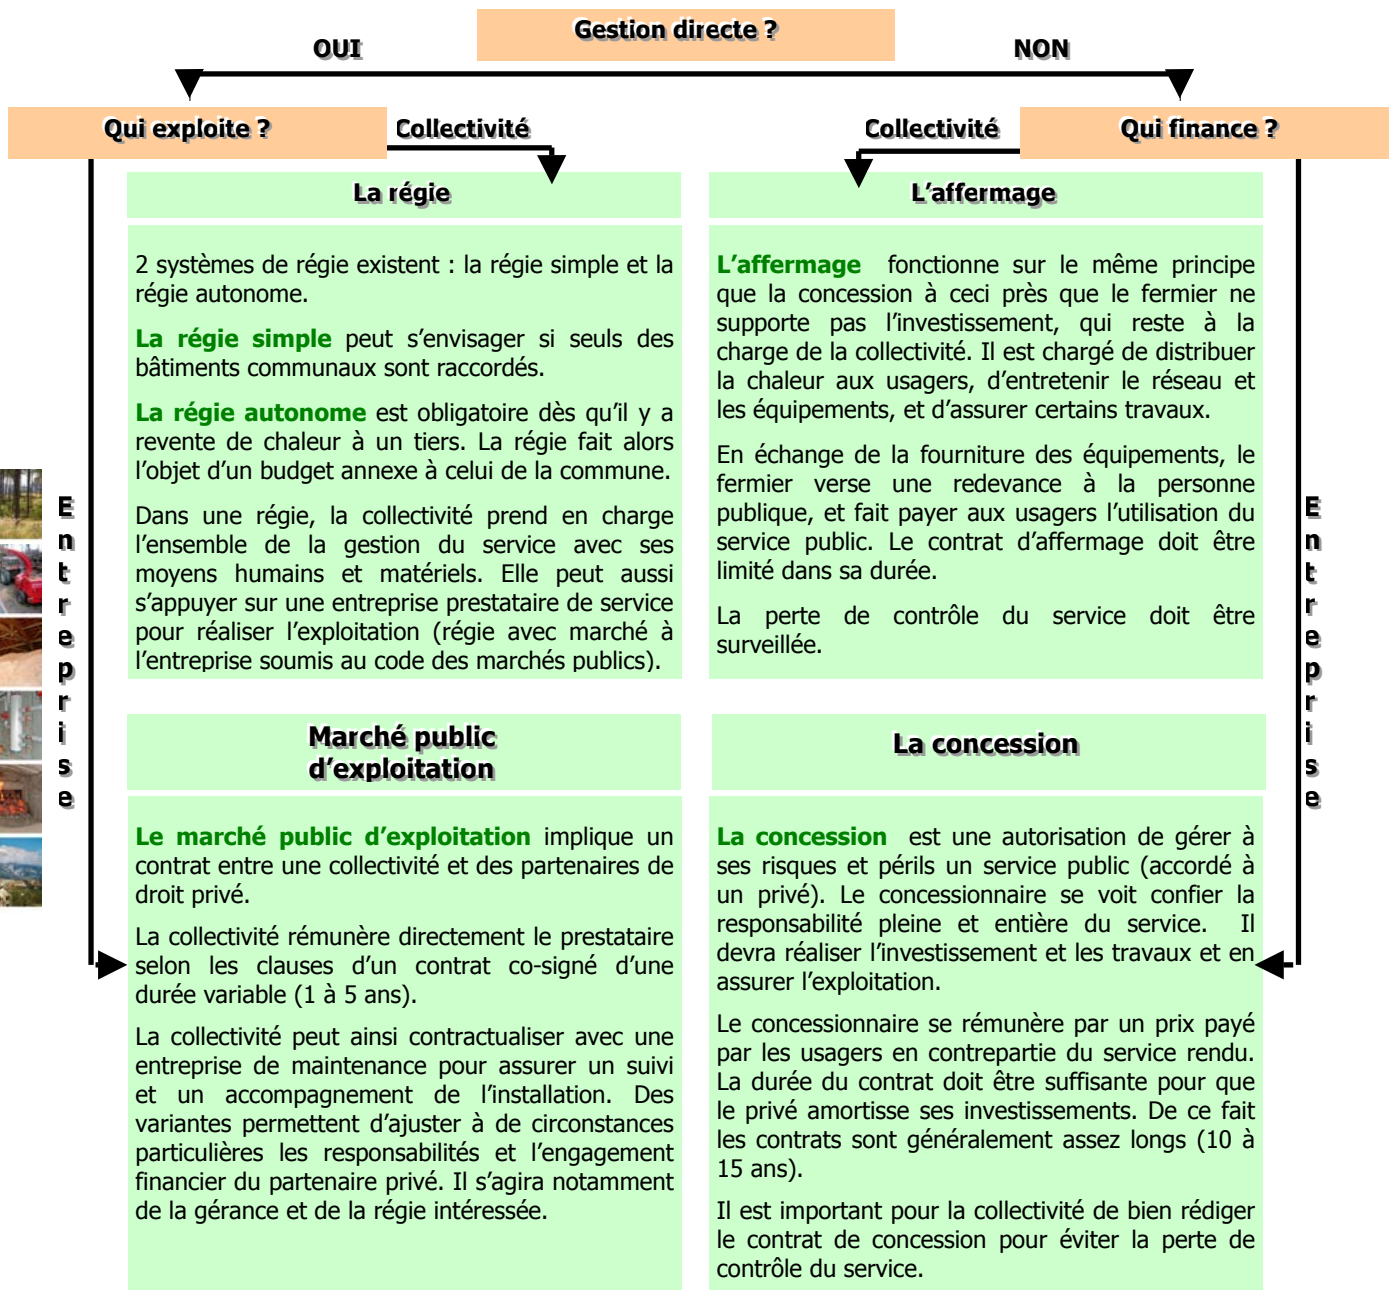 Gestion directe ?
OUI
NON
Qui exploite ?
Collectivité
Collectivité
Qui finance ?
La régie
2 systèmes de régie existent : la régie simple et la
régie autonome.
La régie simple peut s’envisager si seuls des
bâtiments communaux sont raccordés.
La régie autonome est obligatoire dès qu’il y a
revente de chaleur à un tiers. La régie fait alors
l’objet d’un budget annexe à celui de la commune.
Dans une régie, la collectivité prend en charge
l’ensemble de la gestion du service avec ses
moyens humains et matériels. Elle peut aussi
s’appuyer sur une entreprise prestataire de service
pour réaliser l’exploitation (régie avec marché à
l’entreprise soumis au code des marchés publics).
L’affermage
L’affermage fonctionne sur le même principe
que la concession à ceci près que le fermier ne
supporte pas l’investissement, qui reste à la
charge de la collectivité. Il est chargé de distribuer
la chaleur aux usagers, d’entretenir le réseau et
les équipements, et d’assurer certains travaux.
En échange de la fourniture des équipements, le
fermier verse une redevance à la personne
publique, et fait payer aux usagers l’utilisation du
service public. Le contrat d’affermage doit être
limité dans sa durée.
La perte de contrôle du service doit être
surveillée.
Entreprise
Entreprise
Marché public
d’exploitation
Le marché public d’exploitation implique un
contrat entre une collectivité et des partenaires de
droit privé.
La collectivité rémunère directement le prestataire
selon les clauses d’un contrat co-signé d’une
durée variable (1 à 5 ans).
La collectivité peut ainsi contractualiser avec une
entreprise de maintenance pour assurer un suivi
et un accompagnement de l’installation. Des
variantes permettent d’ajuster à de circonstances
particulières les responsabilités et l’engagement
financier du partenaire privé. Il s’agira notamment
de la gérance et de la régie intéressée.
La concession
La concession est une autorisation de gérer à
ses risques et périls un service public (accordé à
un privé). Le concessionnaire se voit confier la
responsabilité pleine et entière du service. Il
devra réaliser l’investissement et les travaux et en
assurer l’exploitation.
Le concessionnaire se rémunère par un prix payé
par les usagers en contrepartie du service rendu.
La durée du contrat doit être suffisante pour que
le privé amortisse ses investissements. De ce fait
les contrats sont généralement assez longs (10 à
15 ans).
Il est important pour la collectivité de bien rédiger
le contrat de concession pour éviter la perte de
contrôle du service.